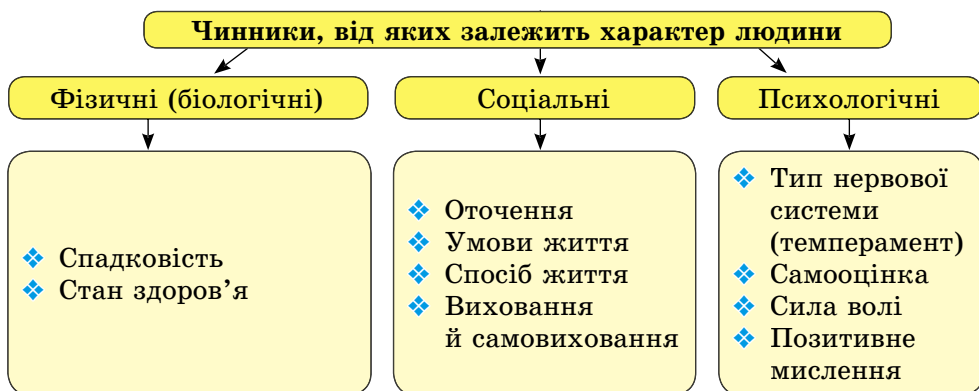 Чинники, від яких залежить характер людини
Фізичні (біологічні)
Спадковість
Стан здоров’я
Соціальні
Оточення
Умови життя
Спосіб життя
Виховання
й самовиховання
Психологічні
Тип нервової
системи
(темперамент)
Самооцінка
Сила волі
Позитивне
мислення